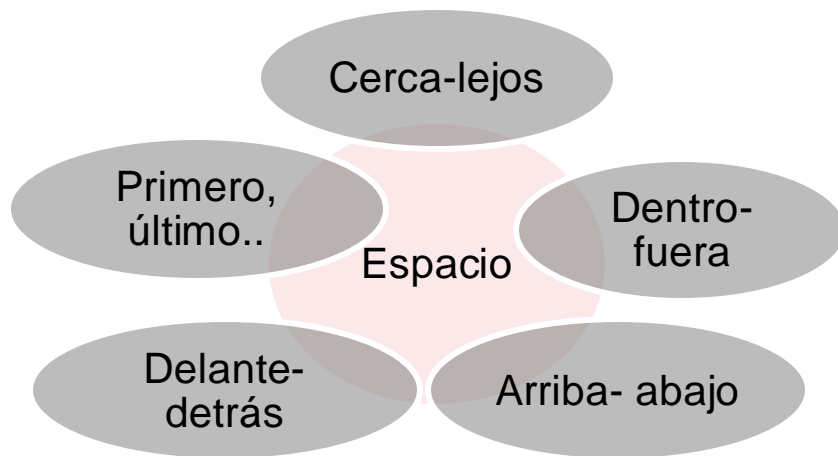 Cerca-lejos
Primero,
último..
Dentro-
fuera
Espacio
Delante-
detrás
Arriba- abajo